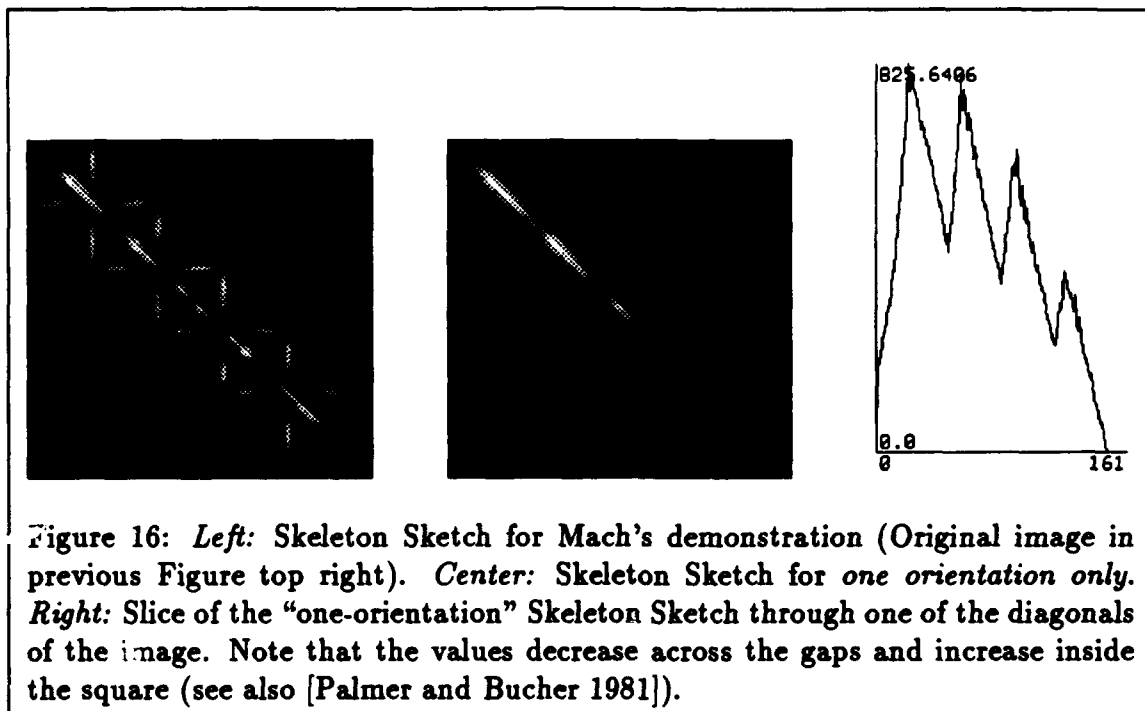 825.6406
0.0
0 161
Figure 16: Left: Skeleton Sketch for Mach's demonstration (Original image in
previous Figure top right). Center: Skeleton Sketch for one orientation only.
Right: Slice of the "one-orientation" Skeleton Sketch through one of the diagonals
of the image. Note that the values decrease across the gaps and increase inside
the square (see also [Palmer and Bucher 1981]).